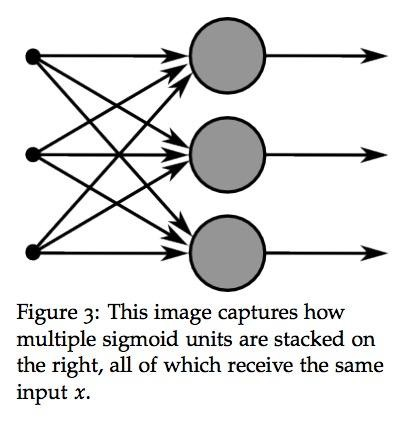 Figure 3: This image captures how
multiple sigmoid units are stacked on
the right, all of which receive the same
input x.